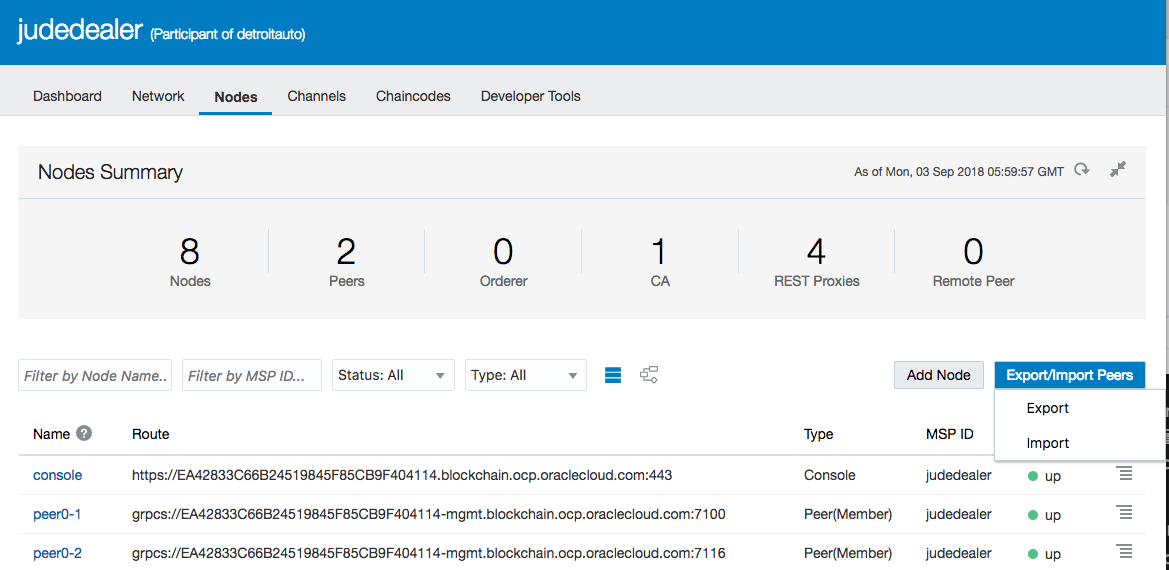 judedealer (Participant of detroitauto)
Dashboard Network Nodes Channels Chaincodes Developer Tools
Nodes Summary As of Mon, 03 Sep 2018 05:59:57 GMT
8 2 0 1 4 0
Nodes Peers Orderer CA REST Proxies Remote Peer
Filter by Node Name.. Filter by MSP ID... Status: All Type: All Add Node Export/Import Peers
Export
Import
Name ? Route Type MSP ID
console https://EA42833C66B24519845F85CB9F404114.blockchain.ocp.oraclecloud.com:443 Console judedealer up
peer0-1 grpcs://EA42833C66B24519845F85CB9F404114-mgmt.blockchain.ocp.oraclecloud.com:7100 Peer(Member) judedealer up
peer0-2 grpcs://EA42833C66B24519845F85CB9F404114-mgmt.blockchain.ocp.oraclecloud.com:7116 Peer(Member) judedealer up